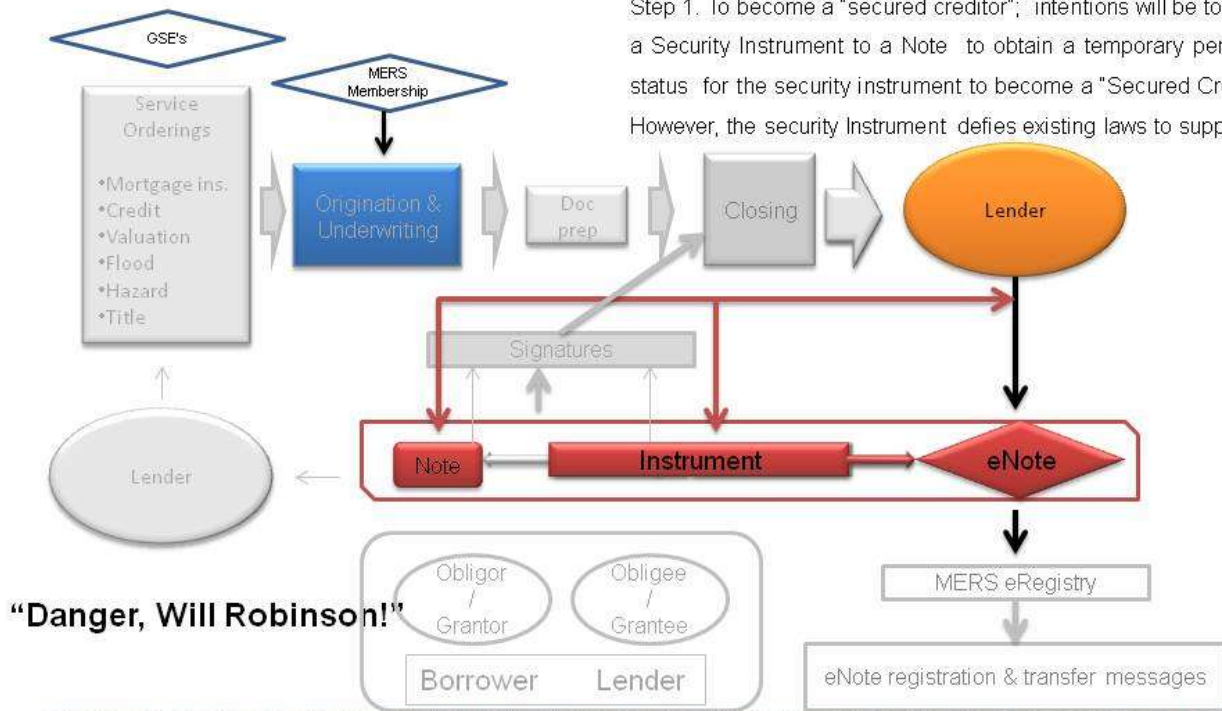 Step 1. To become a "secured creditor"; intentions will be to
a Security Instrument to a Note to obtain a temporary
status for the security instrument to become a "Secured
However, the security Instrument defies existing laws to
GSE's
MERS
Membership
Service
Orderings
•Mortgage ins.
•Credit
•Valuation
•Flood
•Hazard
•Title
Origination &
Underwriting
Doc
prep
Closing
Lender
Signatures
Note
Instrument
eNote
Lender
Obligor
/
Grantor
Obligee
/
Grantee
Borrower Lender
MERS eRegistry
eNote registration & transfer messages
“Danger, Will Robinson!”